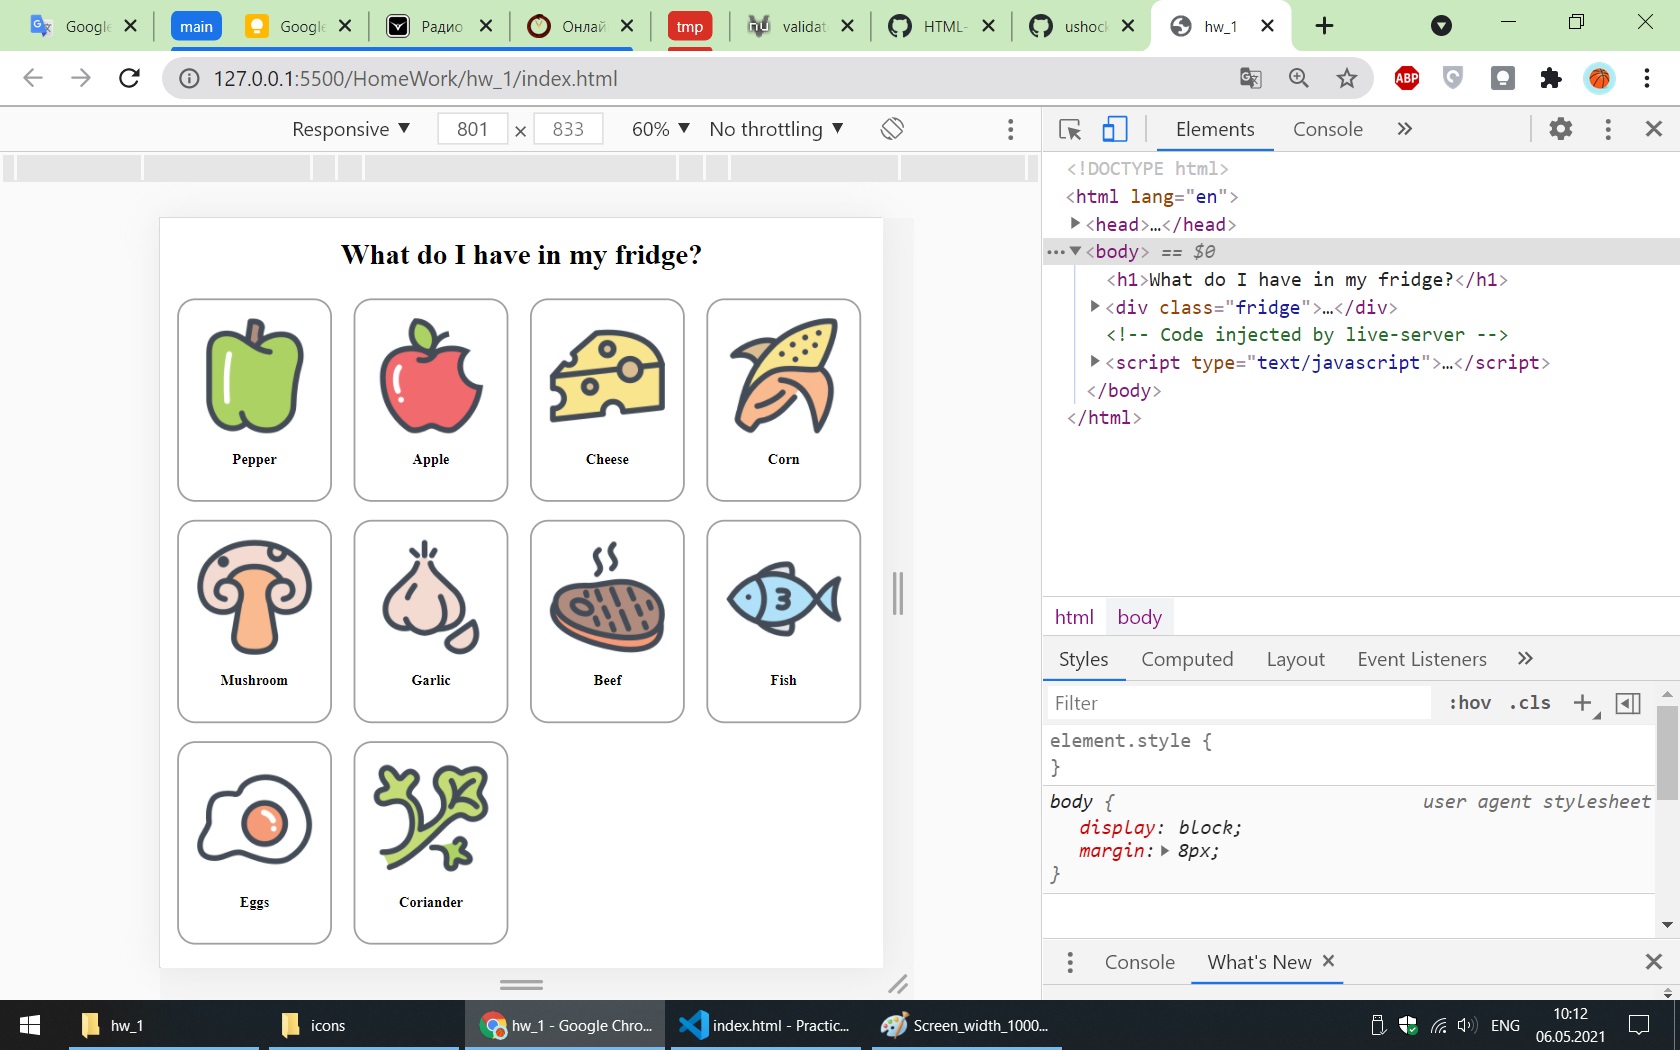 Google
main
Google
Радио
Онлай
tmp
validat
HTML-
ushoc
hw_1
127.0.0.1:5500/HomeWork/hw_1/index.html
ABP
Responsive ▼ 801 × 833 60% ▼ No throttling ▼
Elements Console »
<!DOCTYPE html>
<html lang="en">
<head>…</head>
<body> == $0
<h1>What do I have in my fridge?</h1>
<div class="fridge">…</div>
<!-- Code injected by live-server -->
<script type="text/javascript">…</script>
</body>
</html>
What do I have in my fridge?
Pepper
Apple
Cheese
Corn
Mushroom
Garlic
Beef
Fish
Eggs
Coriander
html body
Styles Computed Layout Event Listeners »
Filter :hov .cls +
element.style {
}
body { user agent stylesheet
display: block;
margin: 8px;
}
Console What's New
hw_1
icons
hw_1 - Google Chro...
index.html - Practic...
Screen_width_1000...
ENG
10:12
06.05.2021